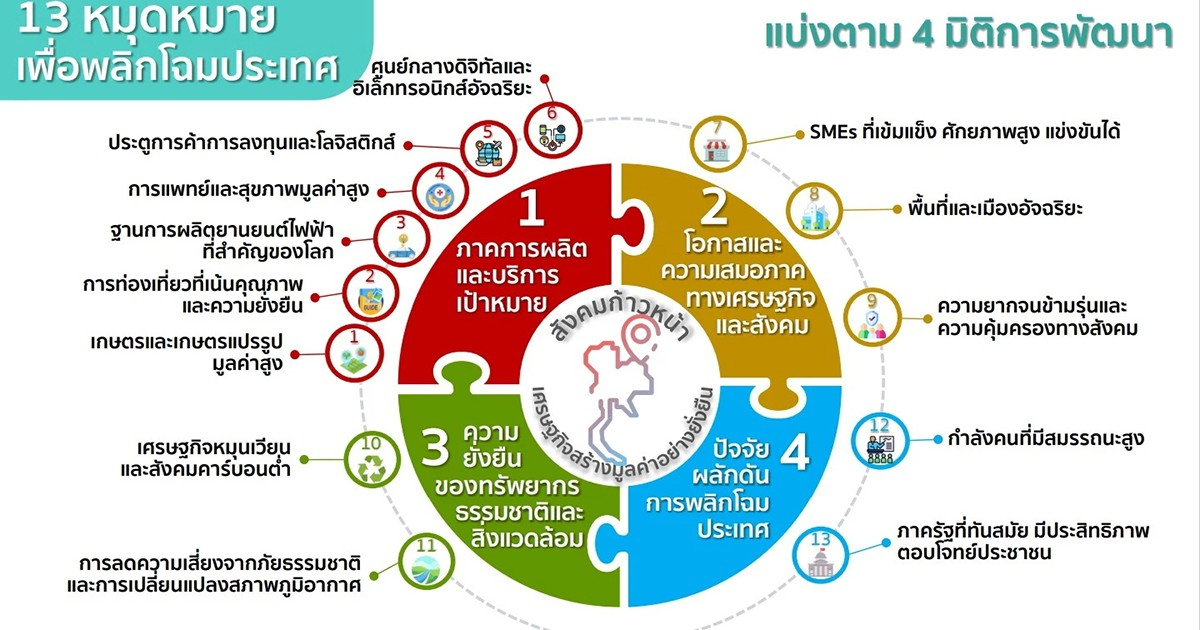 13 หมุดหมาย
เพื่อพลิกโฉมประเทศ
แบ่งตาม 4 มิติการพัฒนา
1
ภาคการผลิต
และบริการ
เป้าหมาย
1
เกษตรและเกษตรแปรรูป
มูลค่าสูง
2
GUIDE
การท่องเที่ยวที่เน้นคุณภาพ
และความยั่งยืน
3
ฐานการผลิตยานยนต์ไฟฟ้า
ที่สำคัญของโลก
4
การแพทย์และสุขภาพมูลค่าสูง
5
ประตูการค้าการลงทุนและโลจิสติกส์
6
ศูนย์กลางดิจิทัลและ
อิเล็กทรอนิกส์อัจฉริยะ
2
โอกาสและ
ความเสมอภาค
ทางเศรษฐกิจ
และสังคม
7
SMEs ที่เข้มแข็ง ศักยภาพสูง แข่งขันได้
8
พื้นที่และเมืองอัจฉริยะ
9
ความยากจนข้ามรุ่นและ
ความคุ้มครองทางสังคม
สังคมก้าวหน้า
เศรษฐกิจสร้างมูลค่าอย่างยั่งยืน
3
ความ
ยั่งยืน
ของทรัพยากร
ธรรมชาติและ
สิ่งแวดล้อม
10
เศรษฐกิจหมุนเวียน
และสังคมคาร์บอนต่ำ
11
การลดความเสี่ยงจากภัยธรรมชาติ
และการเปลี่ยนแปลงสภาพภูมิอากาศ
4
ปัจจัย
ผลักดัน
การพลิกโฉม
ประเทศ
12
กำลังคนที่มีสมรรถนะสูง
13
ภาครัฐที่ทันสมัย มีประสิทธิภาพ
ตอบโจทย์ประชาชน